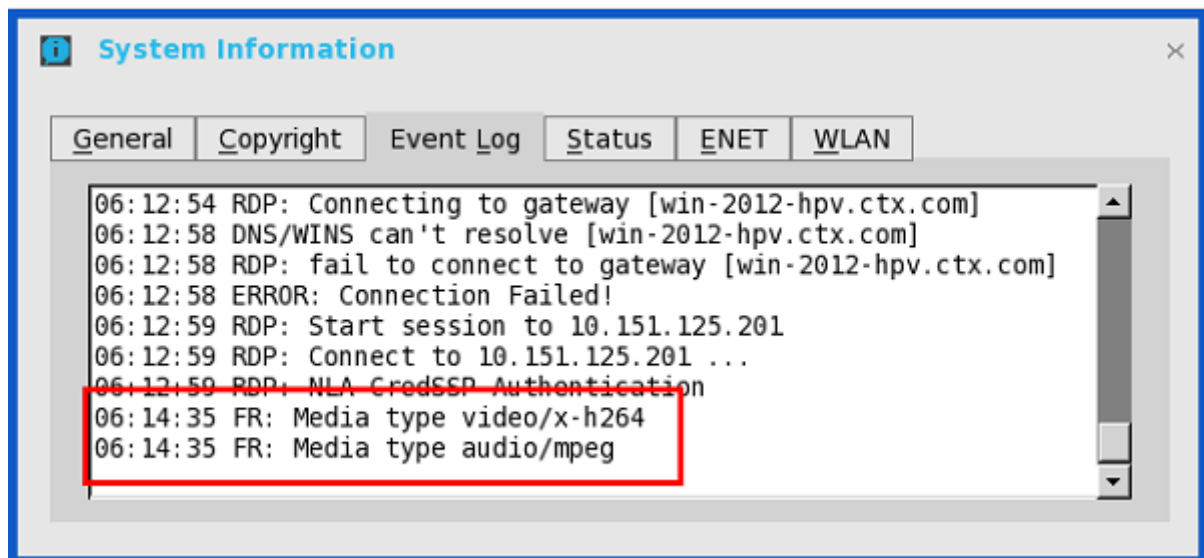 System Information
General Copyright Event Log Status ENET WLAN
06:12:54 RDP: Connecting to gateway [win-2012-hpv.ctx.com]
06:12:58 DNS/WINS can't resolve [win-2012-hpv.ctx.com]
06:12:58 RDP: fail to connect to gateway [win-2012-hpv.ctx.com]
06:12:58 ERROR: Connection Failed!
06:12:59 RDP: Start session to 10.151.125.201
06:12:59 RDP: Connect to 10.151.125.201 ...
06:12:59 RDP: NLA CredSSP Authentication
06:14:35 FR: Media type video/x-h264
06:14:35 FR: Media type audio/mpeg